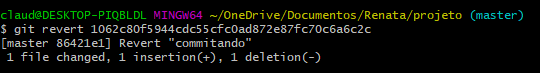 claud@DESKTOP-PIQBLDL MINGW64 ~/OneDrive/Documentos/Renata/projeto (master)
$ git revert 1062c80f5944cdc55cfc0ad872e87fc70c6a6c2c
[master 86421e1] Revert "commitando"
 1 file changed, 1 insertion(+), 1 deletion(-)